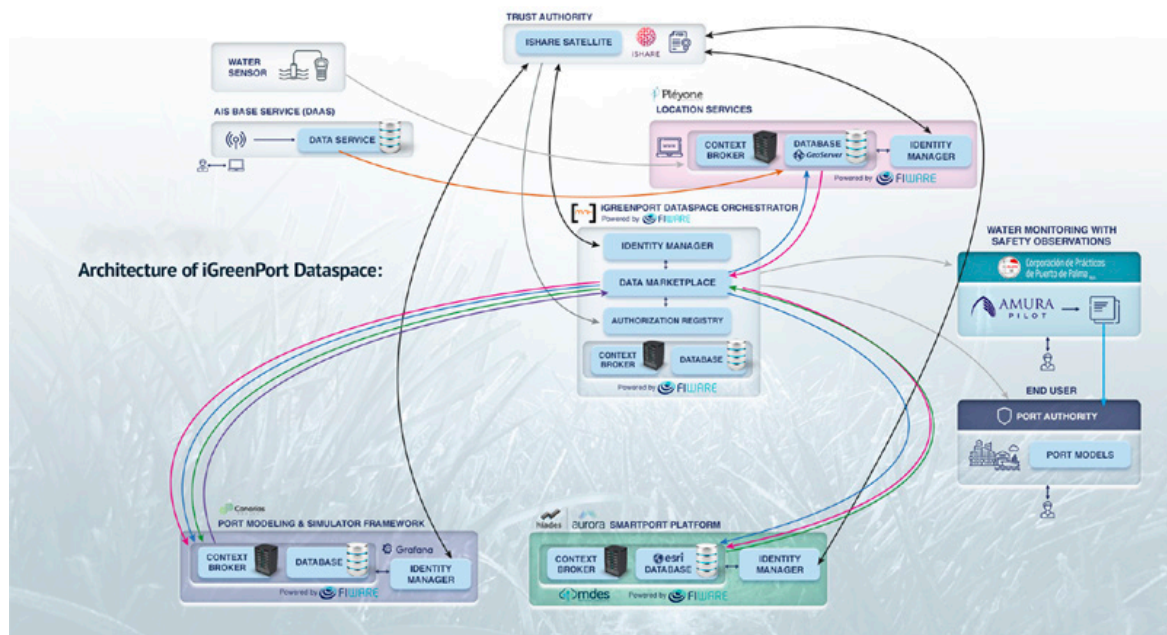 TRUST AUTHORITY
ISHARE SATELLITE
iSHARE
WATER
SENSOR
AIS BASE SERVICE (DAAS)
DATA SERVICE
Pléyone
LOCATION SERVICES
CONTEXT
BROKER
DATABASE
GeoServer
IDENTITY
MANAGER
Powered by FIWARE
IGREENPORT DATASPACE ORCHESTRATOR
Powered by FIWARE
IDENTITY MANAGER
DATA MARKETPLACE
AUTHORIZATION REGISTRY
CONTEXT
BROKER
DATABASE
Powered by FIWARE
Architecture of iGreenPort Dataspace:
WATER MONITORING WITH
SAFETY OBSERVATIONS
Corporación de Prácticos
de Puerto de Palma
AMURA
PILOT
END USER
PORT AUTHORITY
PORT MODELS
Canarias
PORT MODELING & SIMULATOR FRAMEWORK
CONTEXT
BROKER
DATABASE
Grafana
IDENTITY
MANAGER
Powered by FIWARE
hiades
aurora
SMARTPORT PLATFORM
CONTEXT
BROKER
esri
DATABASE
IDENTITY
MANAGER
mdes
Powered by FIWARE